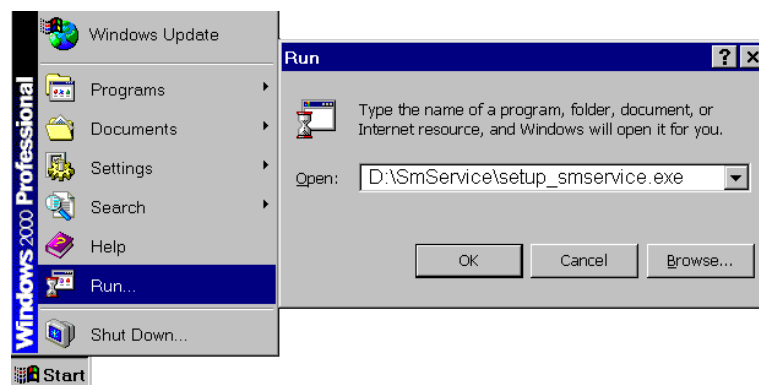 Windows Update
Programs
Documents
Settings
Search
Help
Run...
Shut Down...
Start
Windows 2000 Professional
Run
Type the name of a program, folder, document, or
Internet resource, and Windows will open it for you.
Open: D:\SmService\setup_smservice.exe
OK Cancel Browse...